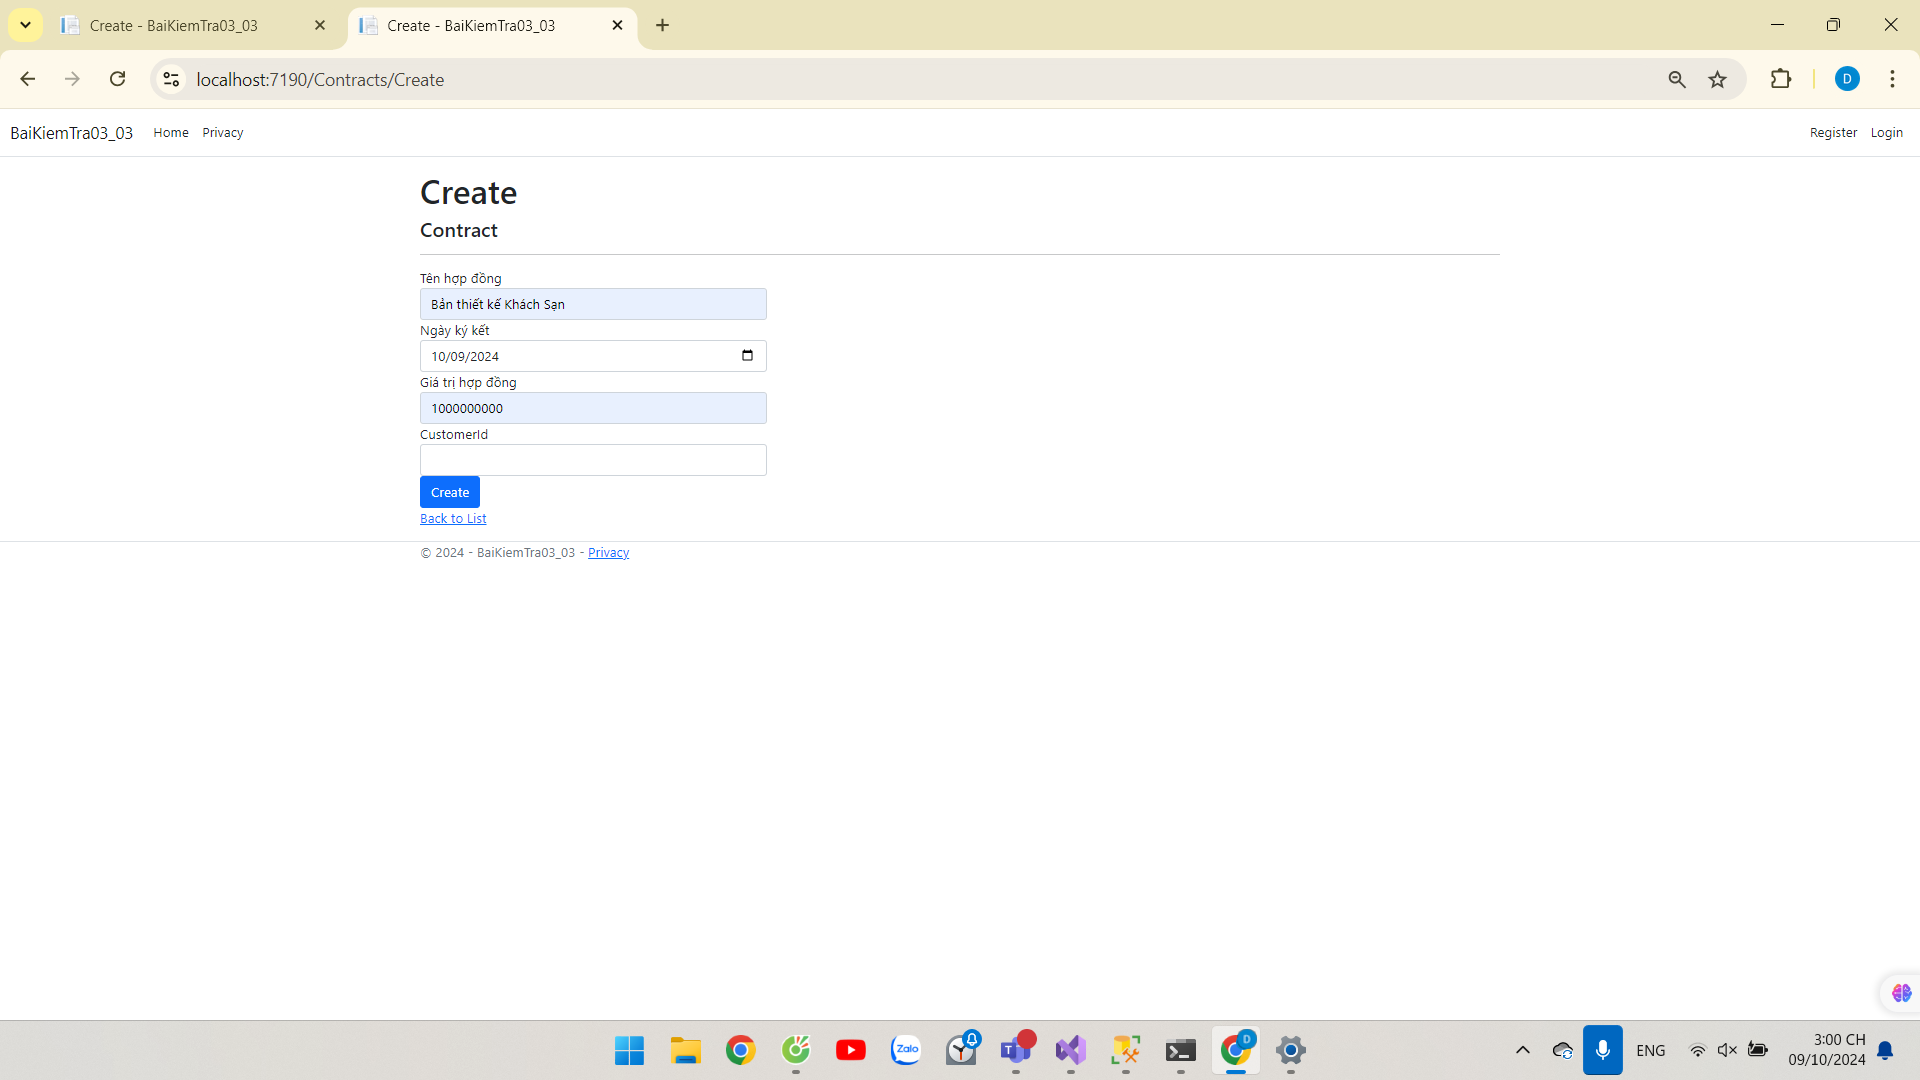 Create - BaiKiemTra03_03
Create - BaiKiemTra03_03
localhost:7190/Contracts/Create
D
BaiKiemTra03_03 Home Privacy Register Login
Create
Contract
Tên hợp đồng
Bản thiết kế Khách Sạn
Ngày ký kết
10/09/2024
Giá trị hợp đồng
1000000000
CustomerId
Create
Back to List
© 2024 - BaiKiemTra03_03 - Privacy
Zalo
T
D
ENG
3:00 CH
09/10/2024